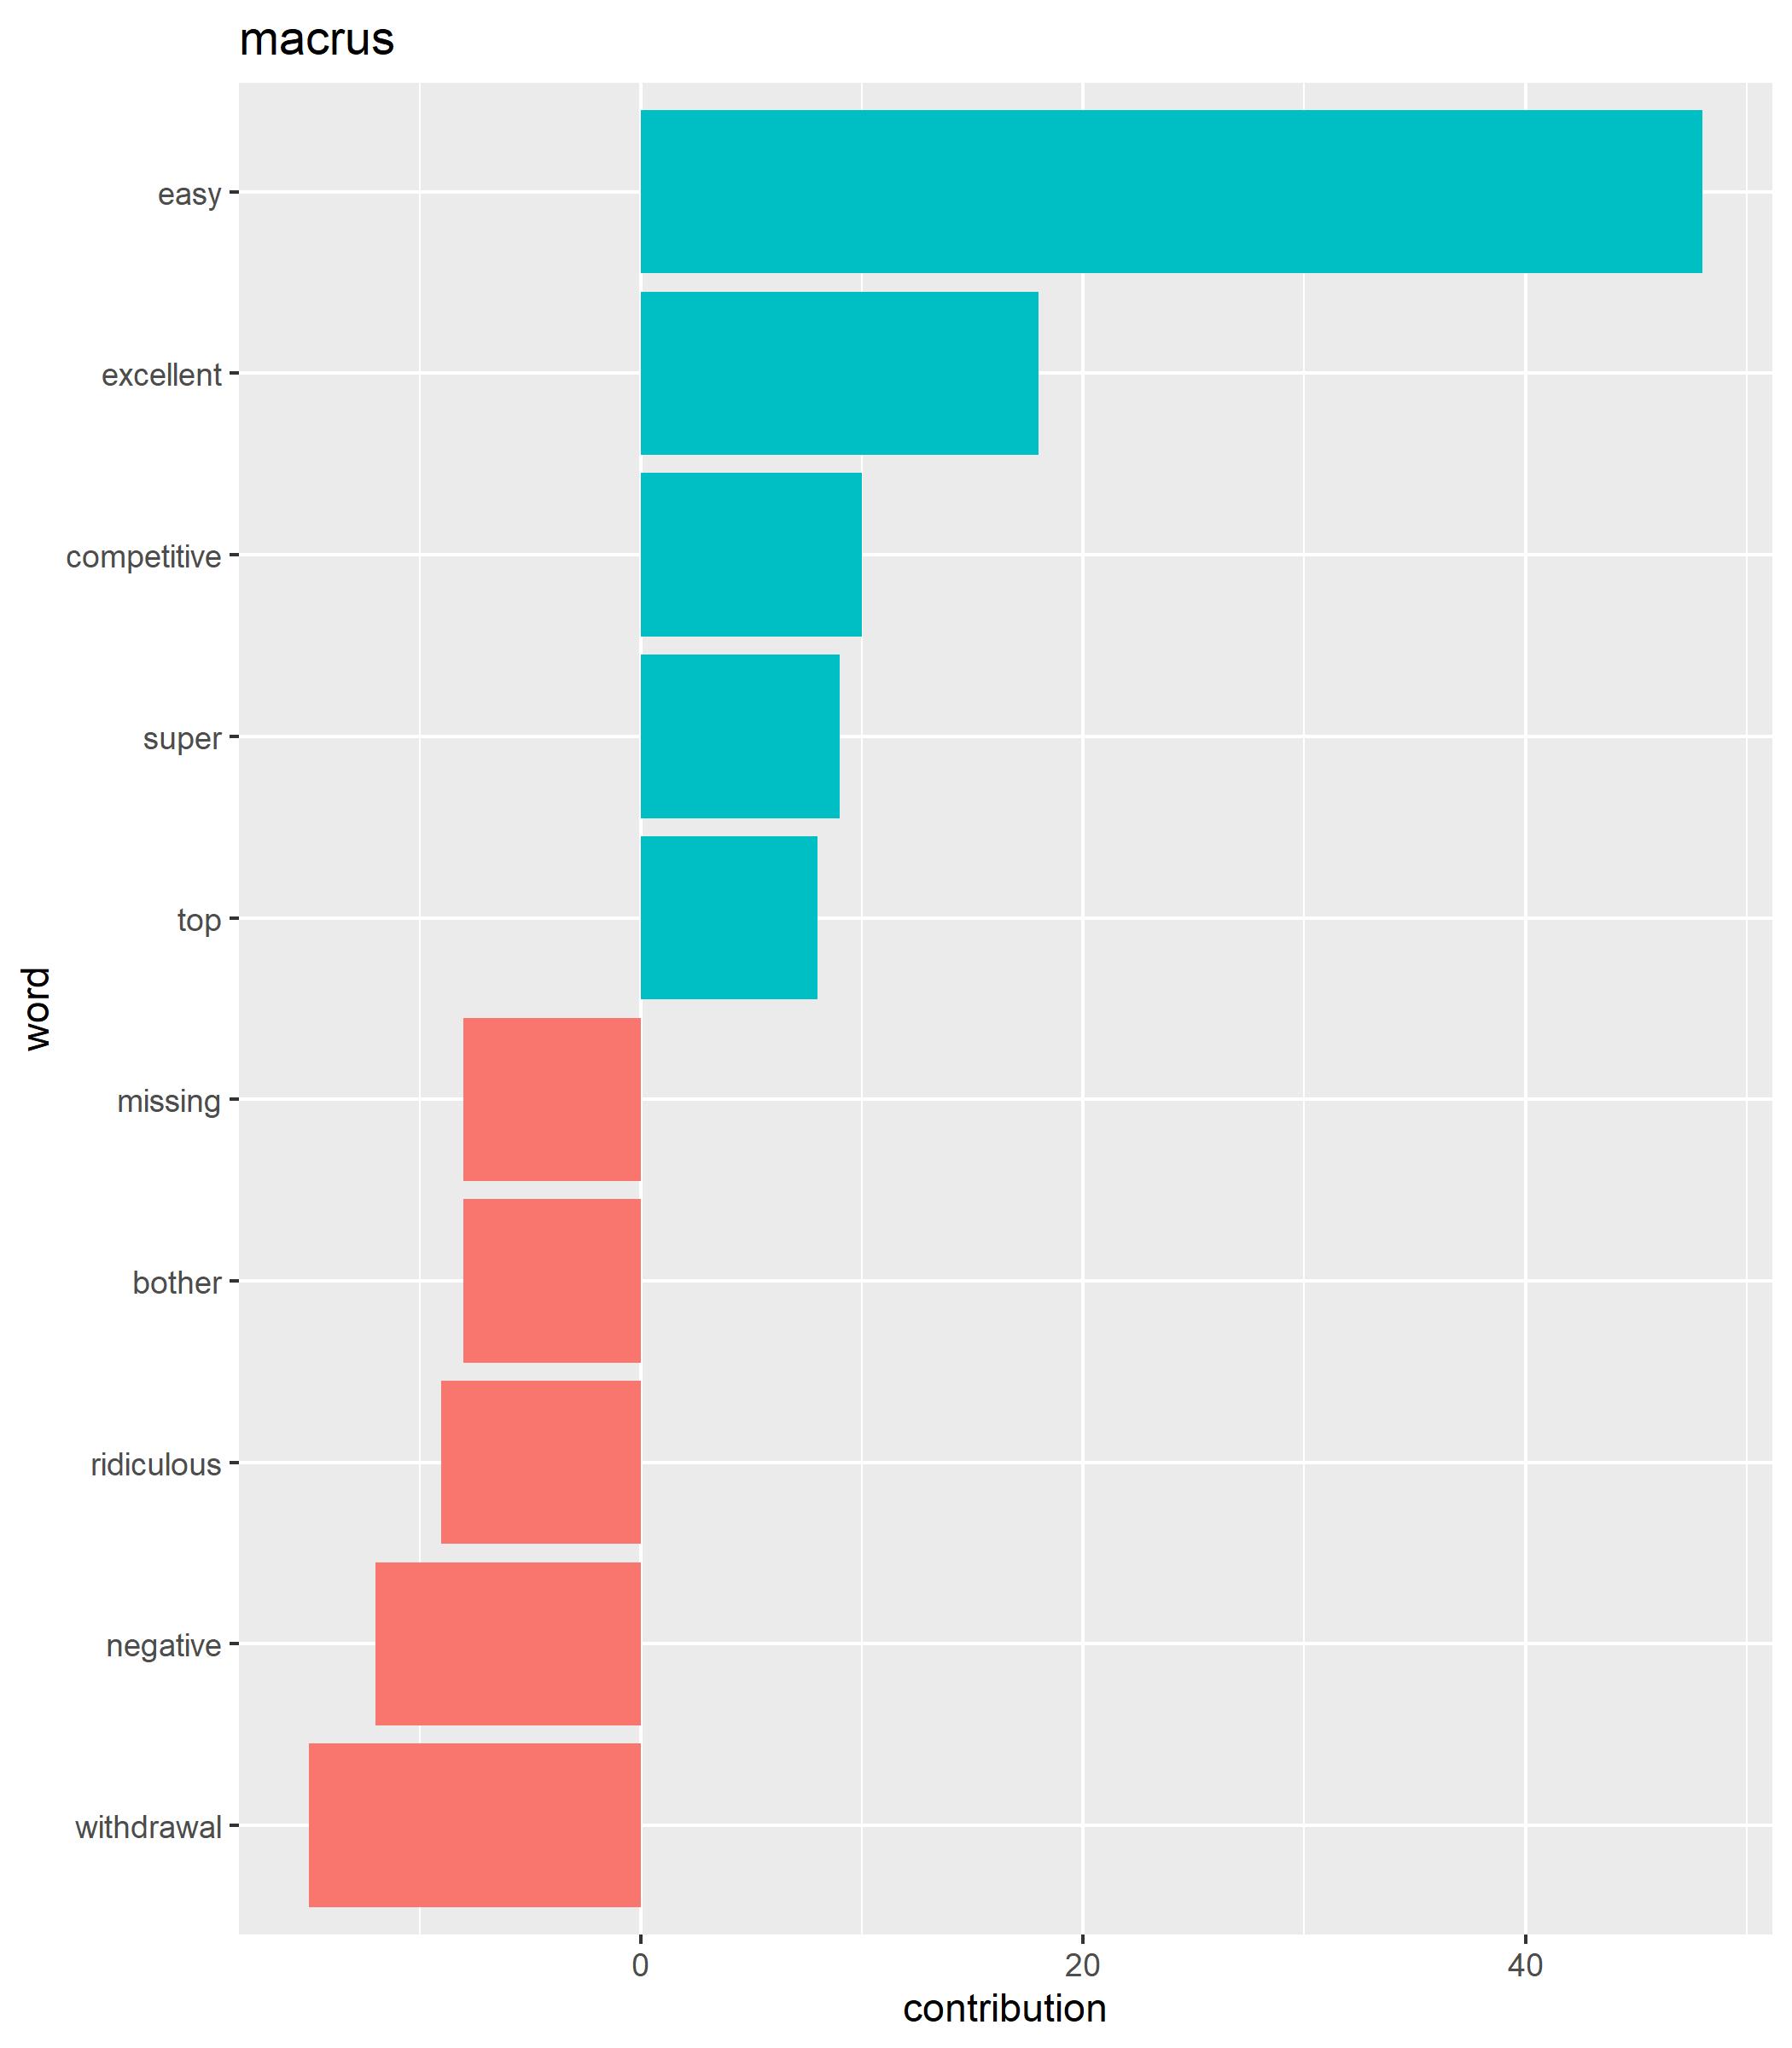 macrus
easy
excellent
competitive
super
top
missing
bother
ridiculous
negative
withdrawal
word
0 20 40
contribution